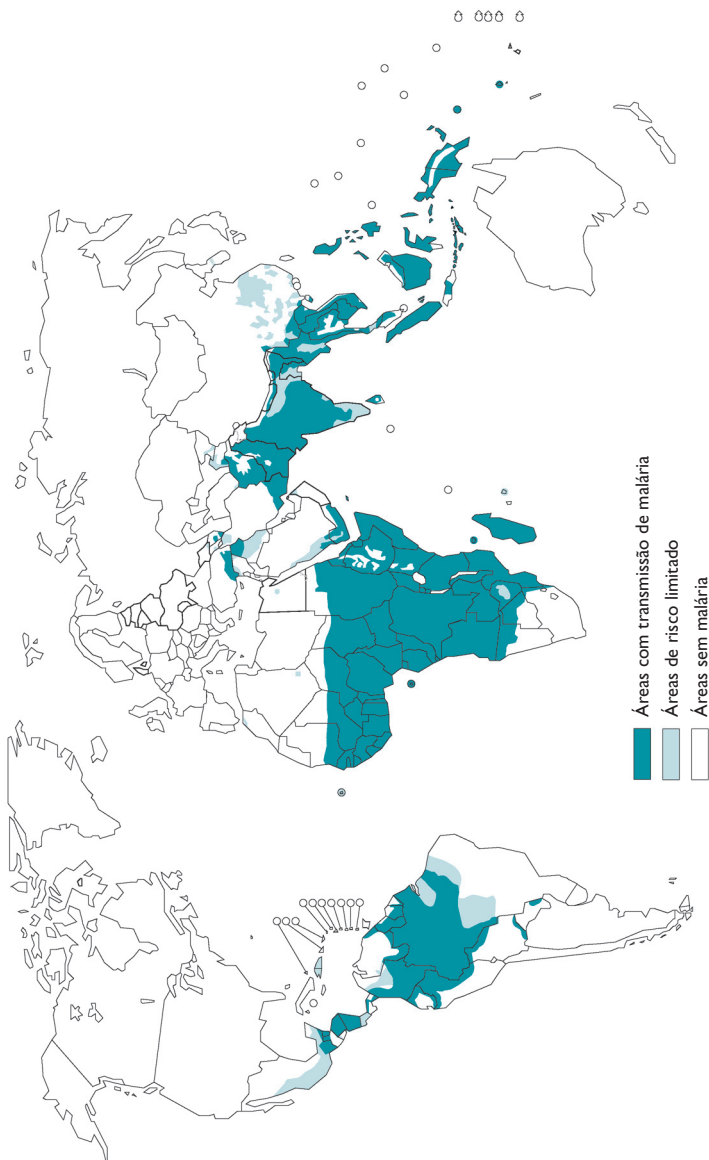 Áreas com transmissão de malária
Áreas de risco limitado
Áreas sem malária